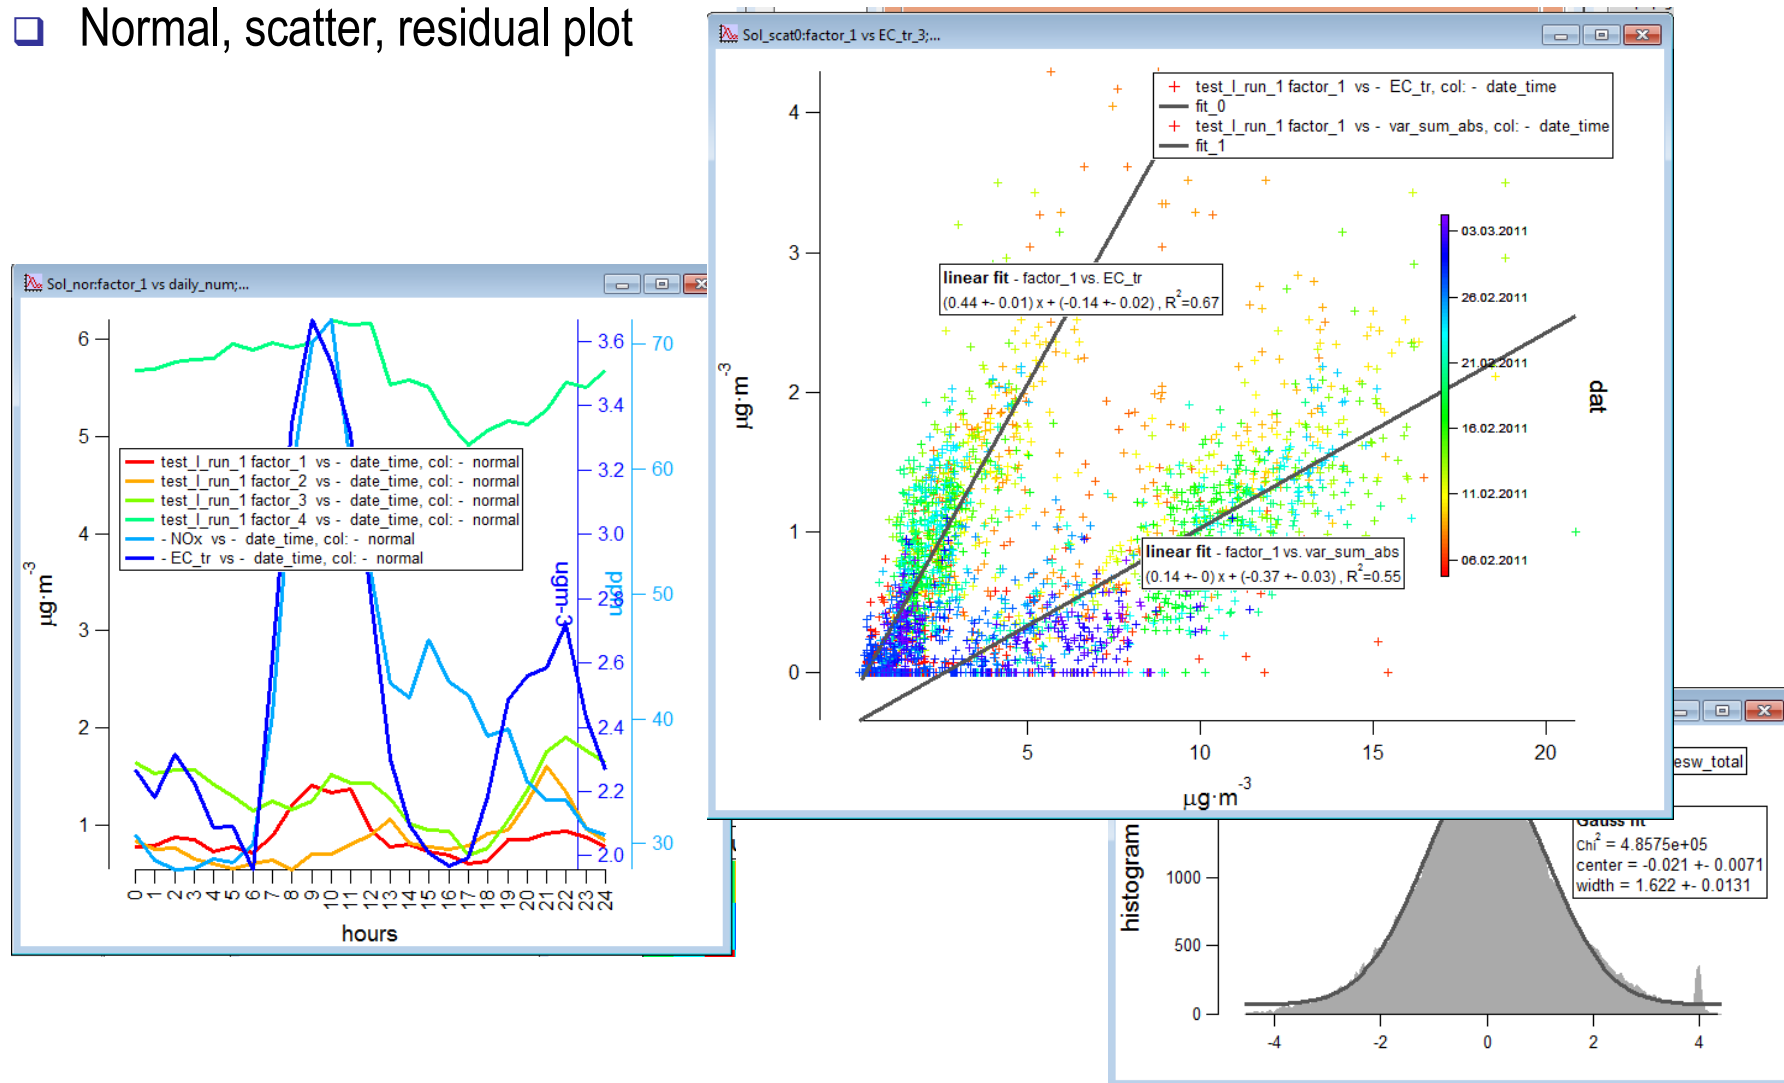 Normal, scatter, residual plot
Sol_scat0:factor_1 vs EC_tr_3;...
test_I_run_1 factor_1 vs - EC_tr, col: - date_time
fit_0
test_I_run_1 factor_1 vs - var_sum_abs, col: - date_time
fit_1
4
3
2
1
0
µg·m-3
linear fit - factor_1 vs. EC_tr
(0.44 +- 0.01) x + (-0.14 +- 0.02) , R2=0.67
linear fit - factor_1 vs. var_sum_abs
(0.14 +- 0) x + (-0.37 +- 0.03) , R2=0.55
03.03.2011
26.02.2011
21.02.2011
16.02.2011
11.02.2011
06.02.2011
dat
5 10 15 20
µg·m-3
Sol_nor:factor_1 vs daily_num;...
6
5
4
3
2
1
µg·m-3
test_I_run_1 factor_1 vs - date_time, col: - normal
test_I_run_1 factor_2 vs - date_time, col: - normal
test_I_run_1 factor_3 vs - date_time, col: - normal
test_I_run_1 factor_4 vs - date_time, col: - normal
- NOx vs - date_time, col: - normal
- EC_tr vs - date_time, col: - normal
3.6
3.4
3.2
3.0
2.8
2.6
2.4
2.2
2.0
ugm-3
70
60
50
40
30
0 1 2 3 4 5 6 7 8 9 10 11 12 13 14 15 16 17 18 19 20 21 22 23 24
hours
esw_total
Gauss fit
Chi2 = 4.8575e+05
center = -0.021 +- 0.0071
width = 1.622 +- 0.0131
histogram
1000
500
0
-4 -2 0 2 4